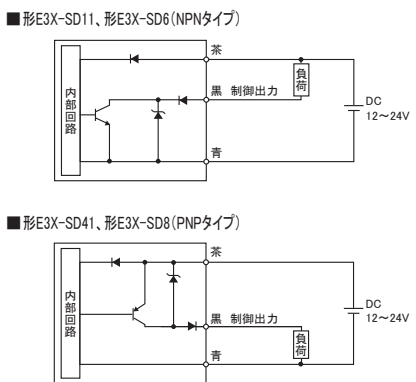 ■形E3X-SD11、形E3X-SD6(NPNタイプ)
茶
内部回路
負荷
黒 制御出力
DC
12～24V
青
■形E3X-SD41、形E3X-SD8(PNPタイプ)
茶
内部回路
DC
12～24V
黒 制御出力
負荷
青